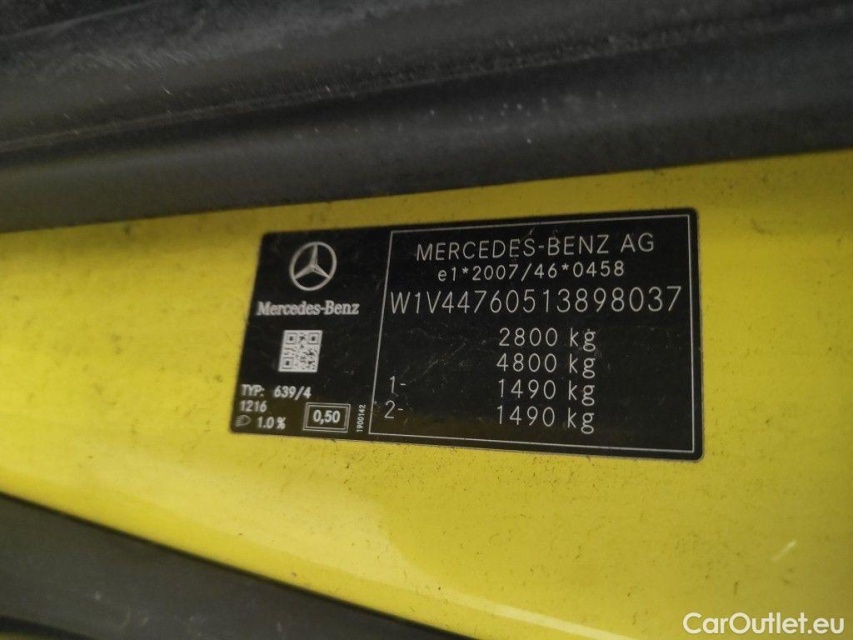 Mercedes-Benz
TYP: 639/4
1216
1.0 %
0,50
1900142
MERCEDES-BENZ AG
e1*2007/46*0458
W1V44760513898037
2800 kg
4800 kg
1- 1490 kg
2- 1490 kg
CarOutlet.eu